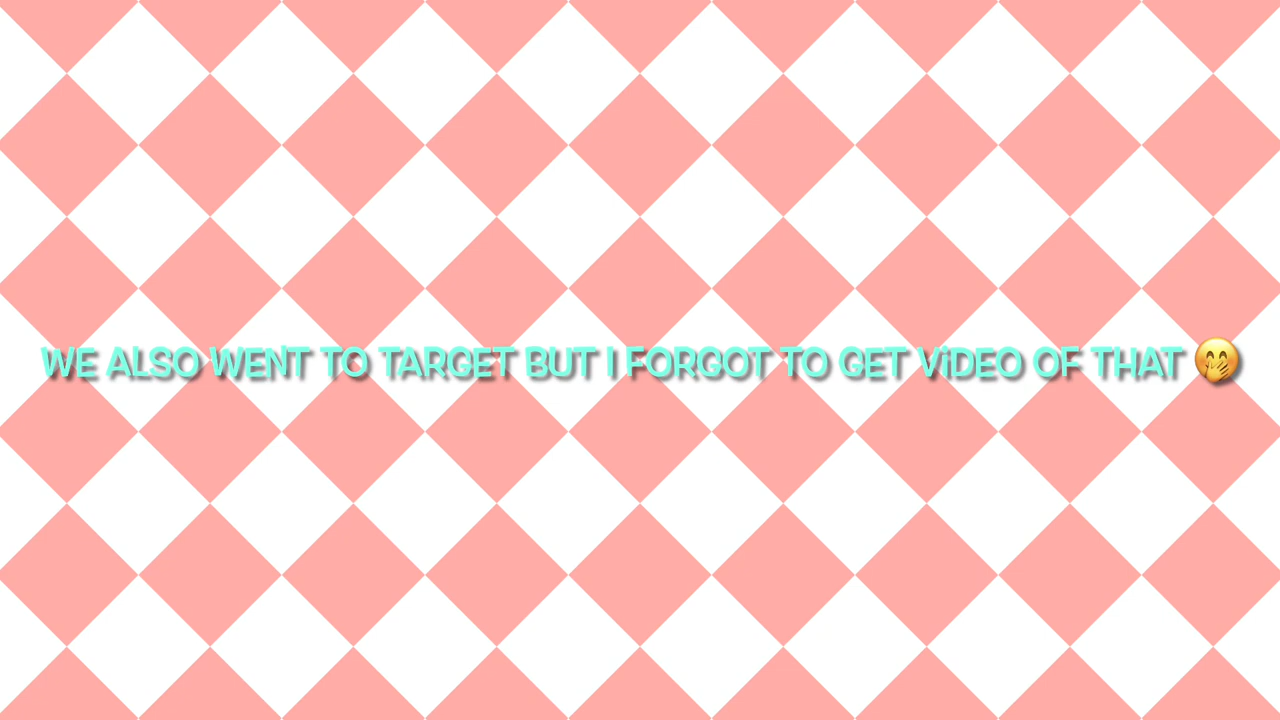 WE ALSO WENT TO TARGET BUT I FORGOT TO GET ViDEO OF THAT 🤭